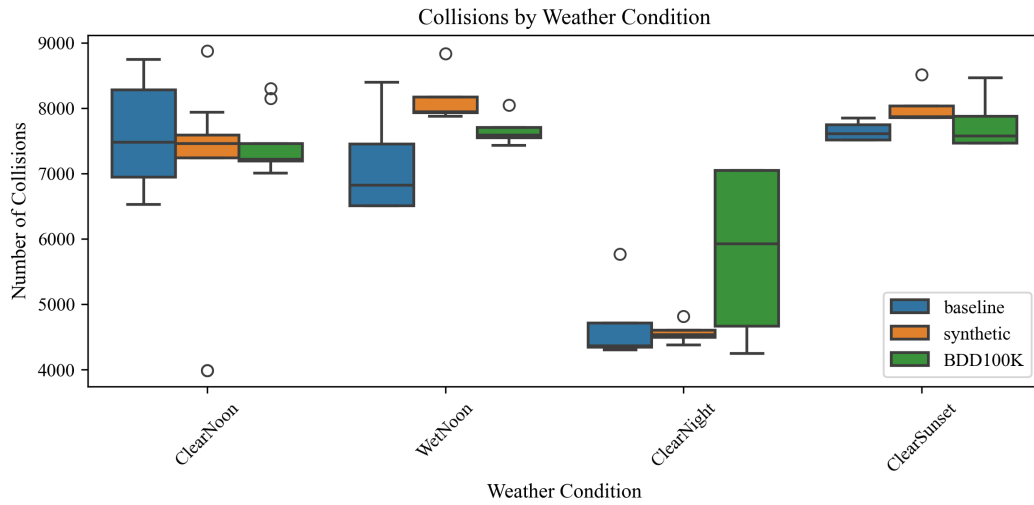 Collisions by Weather Condition
Number of Collisions
9000
8000
7000
6000
5000
4000
ClearNoon
WetNoon
ClearNight
ClearSunset
Weather Condition
baseline
synthetic
BDD100K